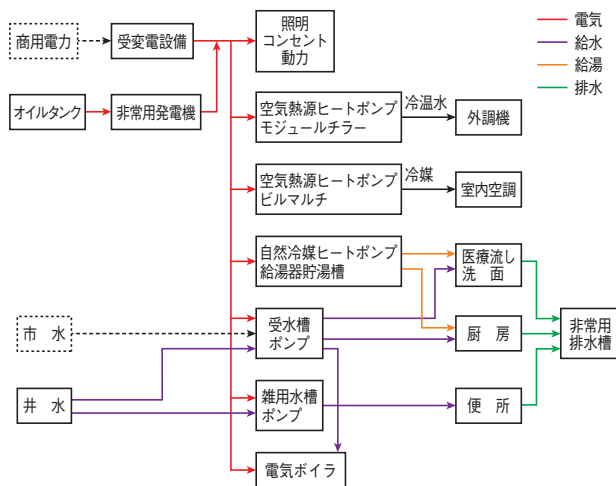 商用電力
受変電設備
照明
コンセント
動力
電気
給水
給湯
排水
オイルタンク
非常用発電機
空気熱源ヒートポンプ
モジュールチラー
冷温水
外調機
空気熱源ヒートポンプ
ビルマルチ
冷媒
室内空調
自然冷媒ヒートポンプ
給湯器貯湯槽
医療流し
洗　面
市　水
受水槽
ポンプ
厨　房
非常用
排水槽
井　水
雑用水槽
ポンプ
便　所
電気ボイラ